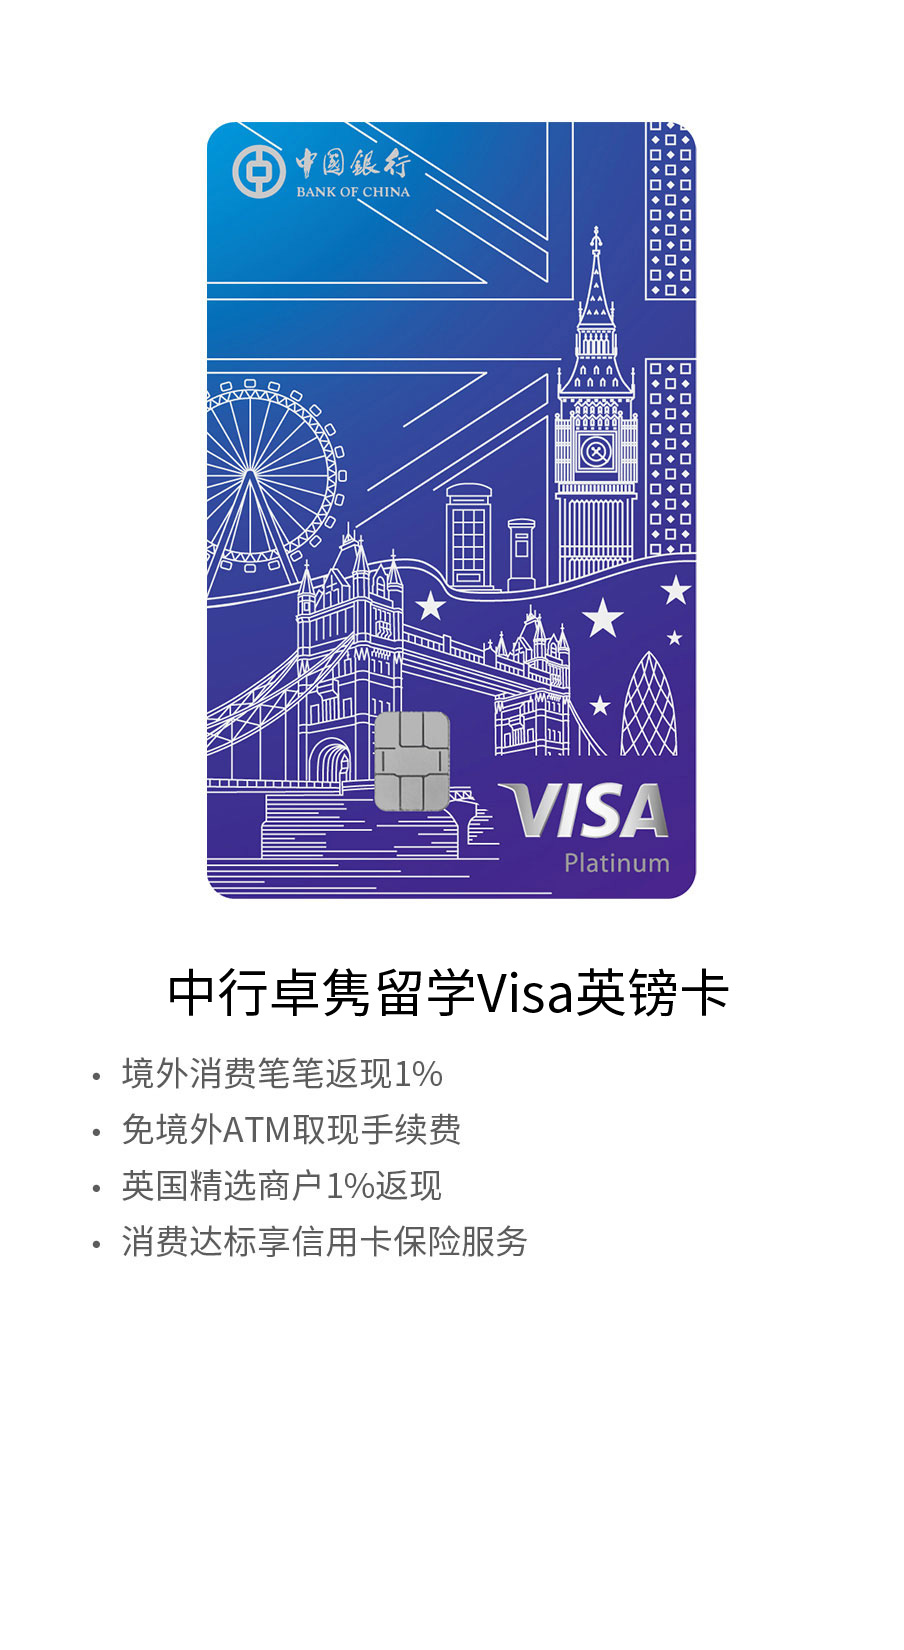 中国銀行
BANK OF CHINA
VISA
Platinum
中行卓隽留学Visa英镑卡
• 境外消费笔笔返现1%
• 免境外ATM取现手续费
• 英国精选商户1%返现
• 消费达标享信用卡保险服务